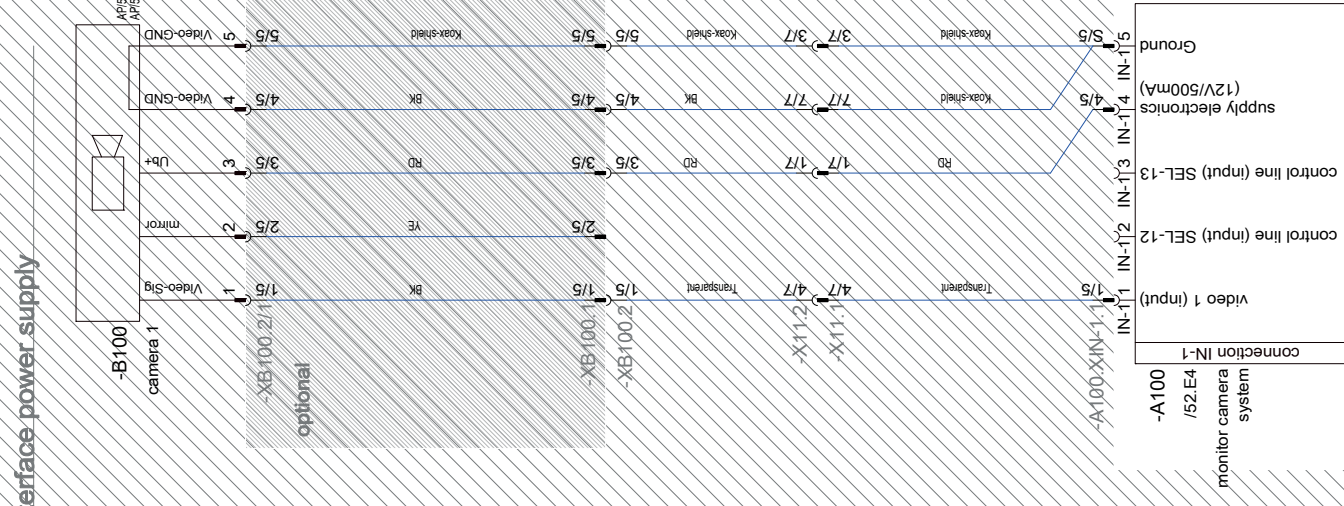 erface power supply
AP/5
AP/5
-B100
camera 1
Video-GND
5
5/5
Koax-shield
5/5
5/5
Koax-shield
3/7
3/7
Koax-shield
5/5
IN-1 5
Ground
Video-GND
4
4/5
BK
4/5
4/5
BK
7/7
7/7
Koax-shield
4/5
IN-1 4
supply electronics
(12V/500mA)
Ub+
3
3/5
RD
3/5
3/5
RD
1/7
1/7
RD
IN-1 3
control line (input) SEL-13
mirror
2
2/5
YE
2/5
IN-1 2
control line (input) SEL-12
Video-Sig
1
1/5
BK
1/5
1/5
Transparent
4/7
4/7
Transparent
1/5
IN-1 1
video 1 (input)
-XB100.2/1
optional
-XB100.1
-XB100.2
-X11.2
-X11.1
-A100.XIN-1.1
connection IN-1
-A100
/52.E4
monitor camera
system